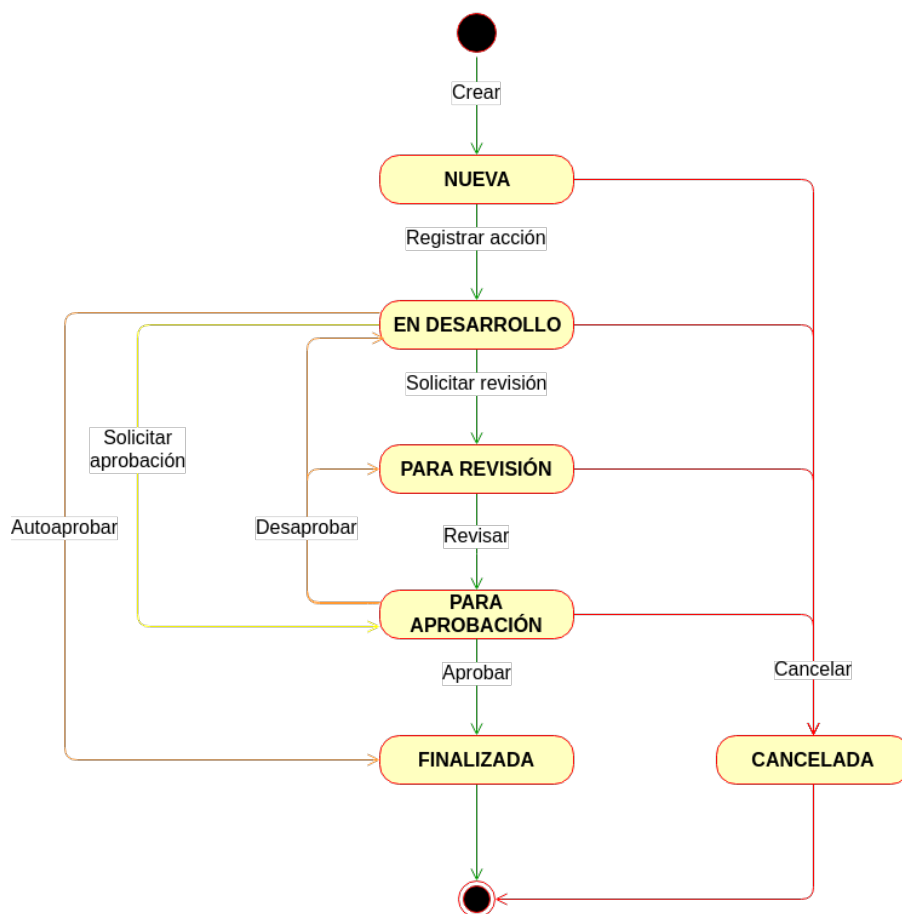 Crear
NUEVA
Registrar acción
EN DESARROLLO
Solicitar revisión
Solicitar
aprobación
PARA REVISIÓN
Autoaprobar
Desaprobar
Revisar
PARA
APROBACIÓN
Aprobar
Cancelar
FINALIZADA
CANCELADA